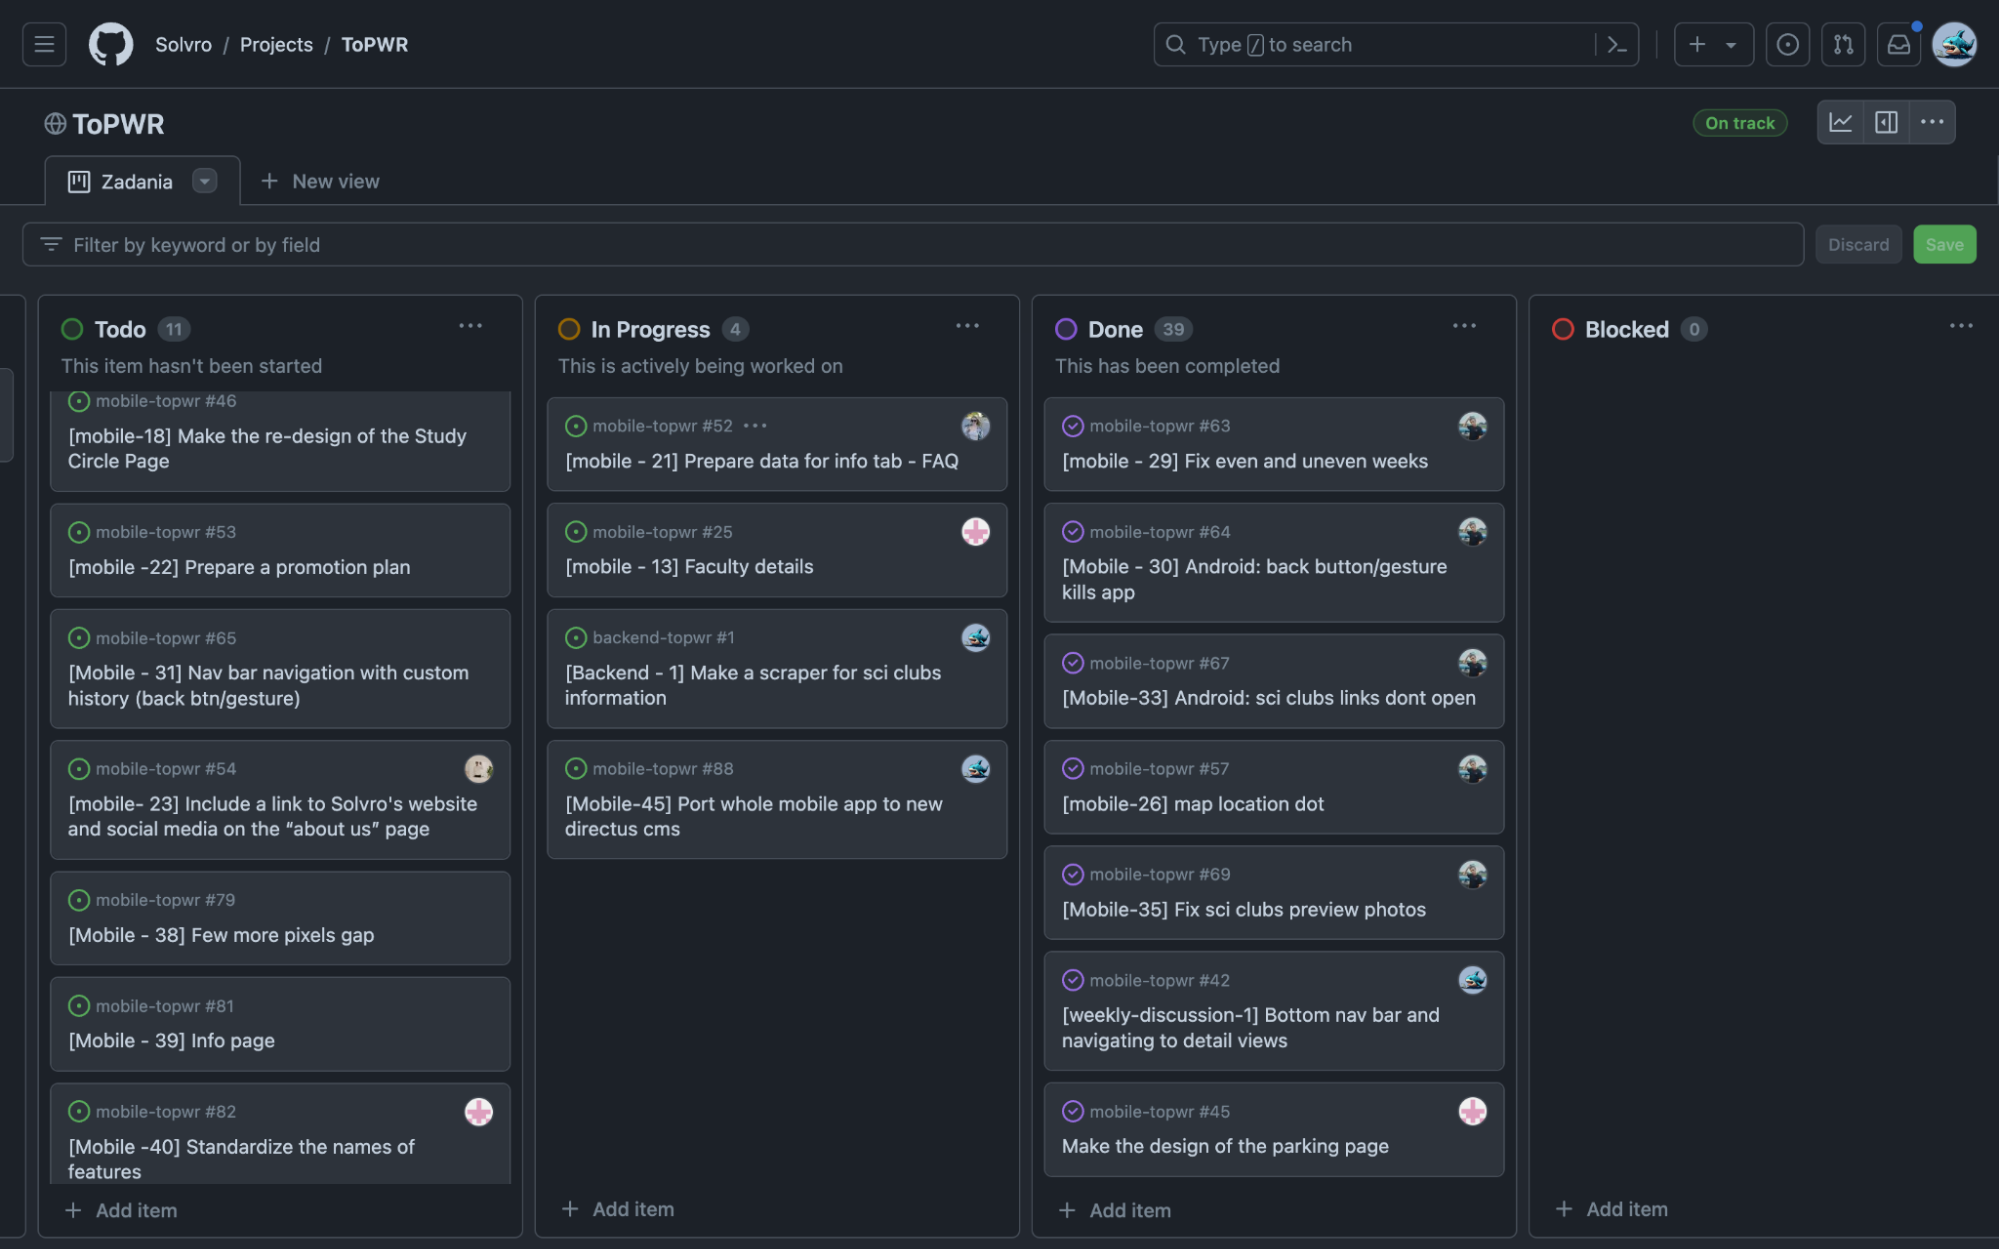 Solvro / Projects / ToPWR
Type / to search
ToPWR
On track
Zadania
New view
Filter by keyword or by field
Discard
Save
Todo 11
This item hasn't been started
mobile-topwr #46
[mobile-18] Make the re-design of the Study
Circle Page
mobile-topwr #53
[mobile -22] Prepare a promotion plan
mobile-topwr #65
[Mobile - 31] Nav bar navigation with custom
history (back btn/gesture)
mobile-topwr #54
[mobile- 23] Include a link to Solvro's website
and social media on the “about us” page
mobile-topwr #79
[Mobile - 38] Few more pixels gap
mobile-topwr #81
[Mobile - 39] Info page
mobile-topwr #82
[Mobile -40] Standardize the names of
features
Add item
In Progress 4
This is actively being worked on
mobile-topwr #52
[mobile - 21] Prepare data for info tab - FAQ
mobile-topwr #25
[mobile - 13] Faculty details
backend-topwr #1
[Backend - 1] Make a scraper for sci clubs
information
mobile-topwr #88
[Mobile-45] Port whole mobile app to new
directus cms
Add item
Done 39
This has been completed
mobile-topwr #63
[mobile - 29] Fix even and uneven weeks
mobile-topwr #64
[Mobile - 30] Android: back button/gesture
kills app
mobile-topwr #67
[Mobile-33] Android: sci clubs links dont open
mobile-topwr #57
[mobile-26] map location dot
mobile-topwr #69
[Mobile-35] Fix sci clubs preview photos
mobile-topwr #42
[weekly-discussion-1] Bottom nav bar and
navigating to detail views
mobile-topwr #45
Make the design of the parking page
Add item
Blocked 0
Add item